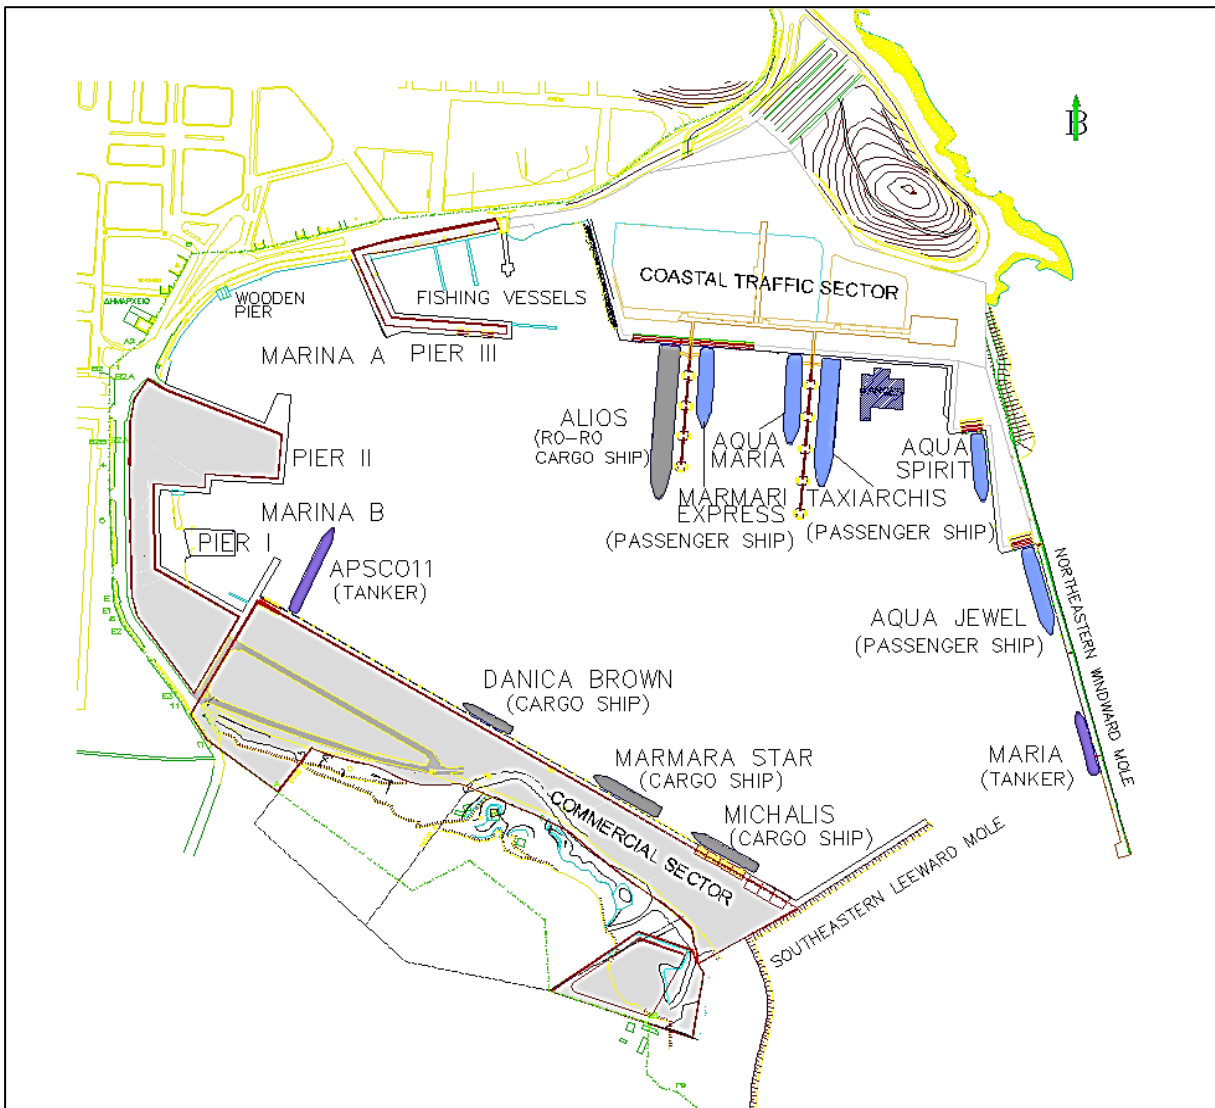 B
COASTAL TRAFFIC SECTOR
WOODEN
PIER
FISHING VESSELS
ΔΗΜΑΡΧΕΙΟ
MARINA A
PIER III
ALIOS
(RO-RO
CARGO SHIP)
AQUA
MARIA
AQUA
SPIRIT
PIER II
MARMARI
EXPRESS
(PASSENGER SHIP)
TAXIARCHIS
(PASSENGER SHIP)
MARINA B
PIER I
APSCO11
(TANKER)
NORTHEASTERN WINDWARD MOLE
AQUA JEWEL
(PASSENGER SHIP)
DANICA BROWN
(CARGO SHIP)
MARMARA STAR
(CARGO SHIP)
MARIA
(TANKER)
MICHALIS
(CARGO SHIP)
COMMERCIAL SECTOR
SOUTHEASTERN LEEWARD MOLE